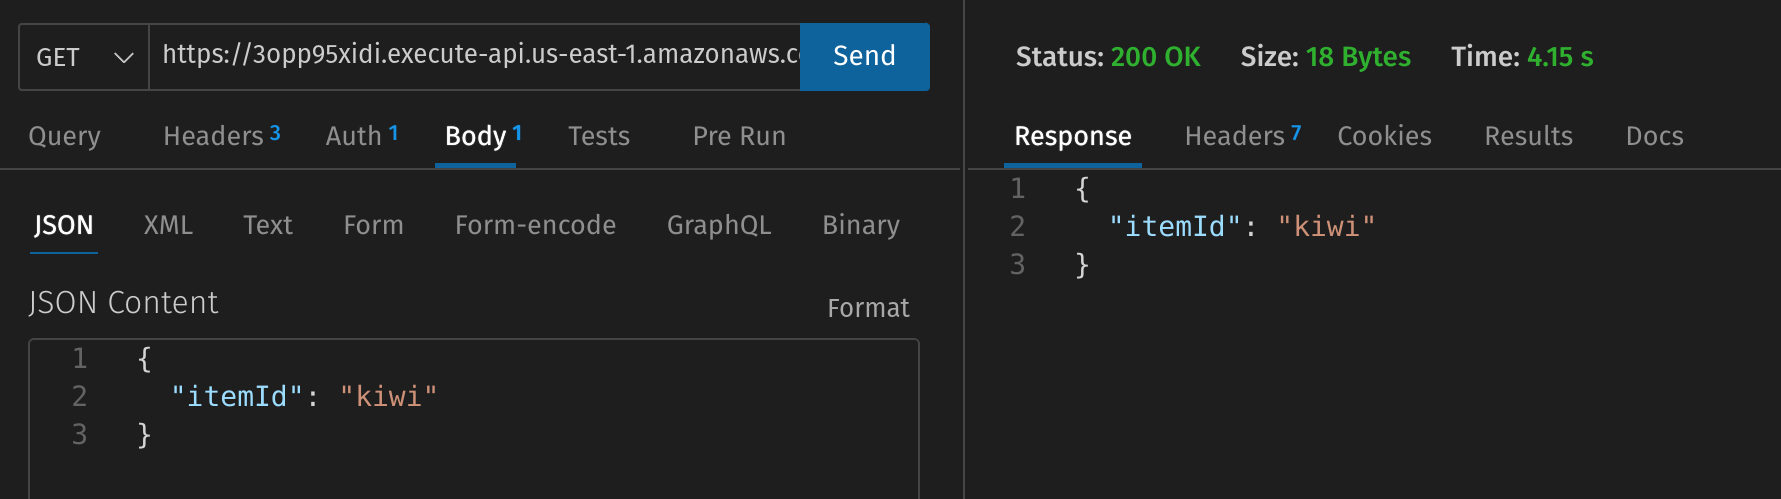 GET https://3opp95xidi.execute-api.us-east-1.amazonaws.c Send
Query Headers 3 Auth 1 Body 1 Tests Pre Run
JSON XML Text Form Form-encode GraphQL Binary
JSON Content Format
1 {
2 "itemId": "kiwi"
3 }
Status: 200 OK Size: 18 Bytes Time: 4.15 s
Response Headers 7 Cookies Results Docs
1 {
2 "itemId": "kiwi"
3 }